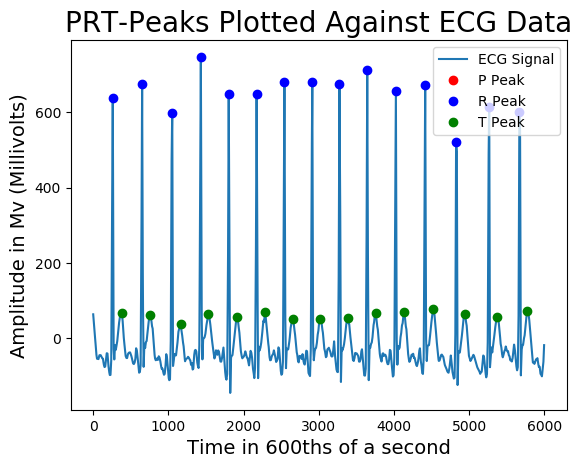 PRT-Peaks Plotted Against ECG Data
ECG Signal
P Peak
R Peak
T Peak
Amplitude in Mv (Millivolts)
600
400
200
0
0 1000 2000 3000 4000 5000 6000
Time in 600ths of a second